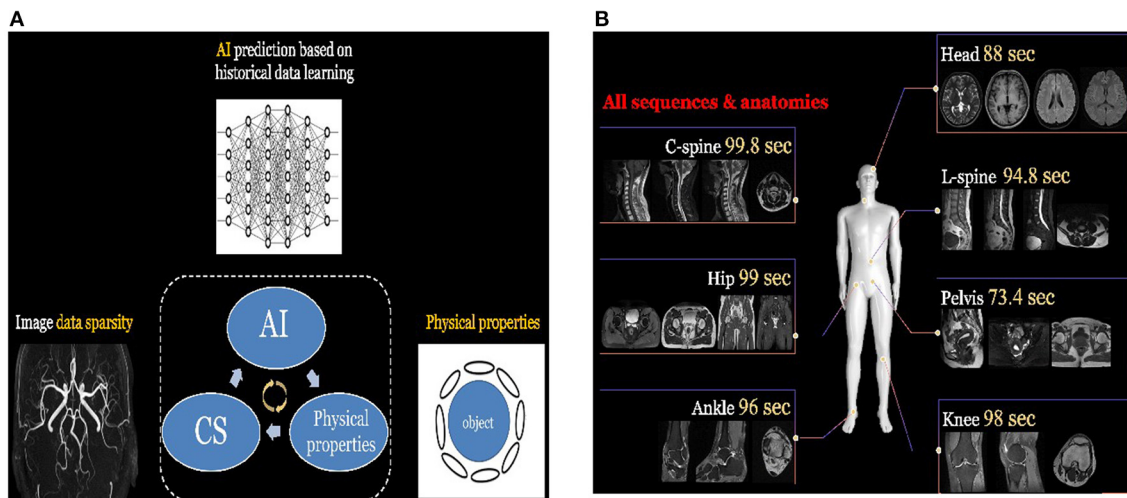 A
AI prediction based on
historical data learning
Image data sparsity
Physical properties
AI
CS
Physical
properties
object
B
All sequences & anatomies
Head 88 sec
C-spine 99.8 sec
L-spine 94.8 sec
Hip 99 sec
Pelvis 73.4 sec
Ankle 96 sec
Knee 98 sec